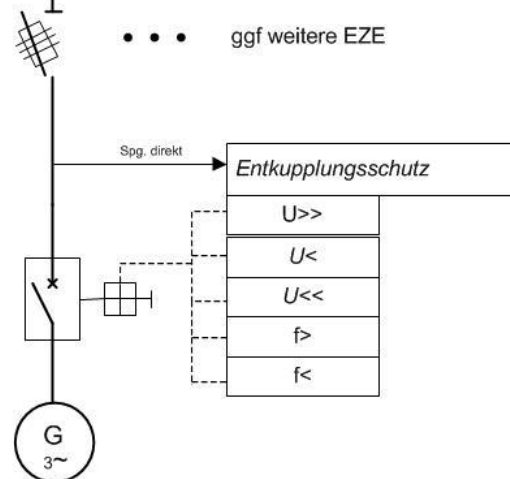 • • • ggf weitere EZE
Spg. direkt
Entkupplungsschutz
U>>
U<
U<<
f>
f<
G
3~